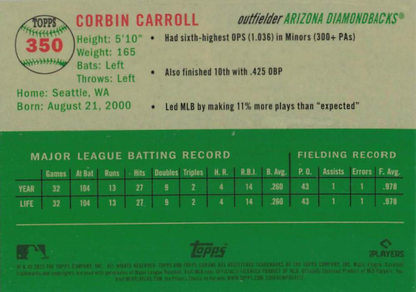 TOPPS
350
CORBIN CARROLL
outfielder ARIZONA DIAMONDBACKS®
Height: 5'10"
Weight: 165
Bats: Left
Throws: Left
Home: Seattle, WA
Born: August 21, 2000
• Had sixth-highest OPS (1.036) in Minors (300+ PAs)
• Also finished 10th with .425 OBP
• Led MLB by making 11% more plays than "expected"
MAJOR LEAGUE BATTING RECORD FIELDING RECORD
Games At Bat Runs Hits Doubles Triples H. R. R.B.I. B. Avg. P. O. Assists Errors F. Avg.
YEAR 32 104 13 27 9 2 4 14 .260 43 1 1 .978
LIFE 32 104 13 27 9 2 4 14 .260 43 1 1 .978
Topps
PLAYERS